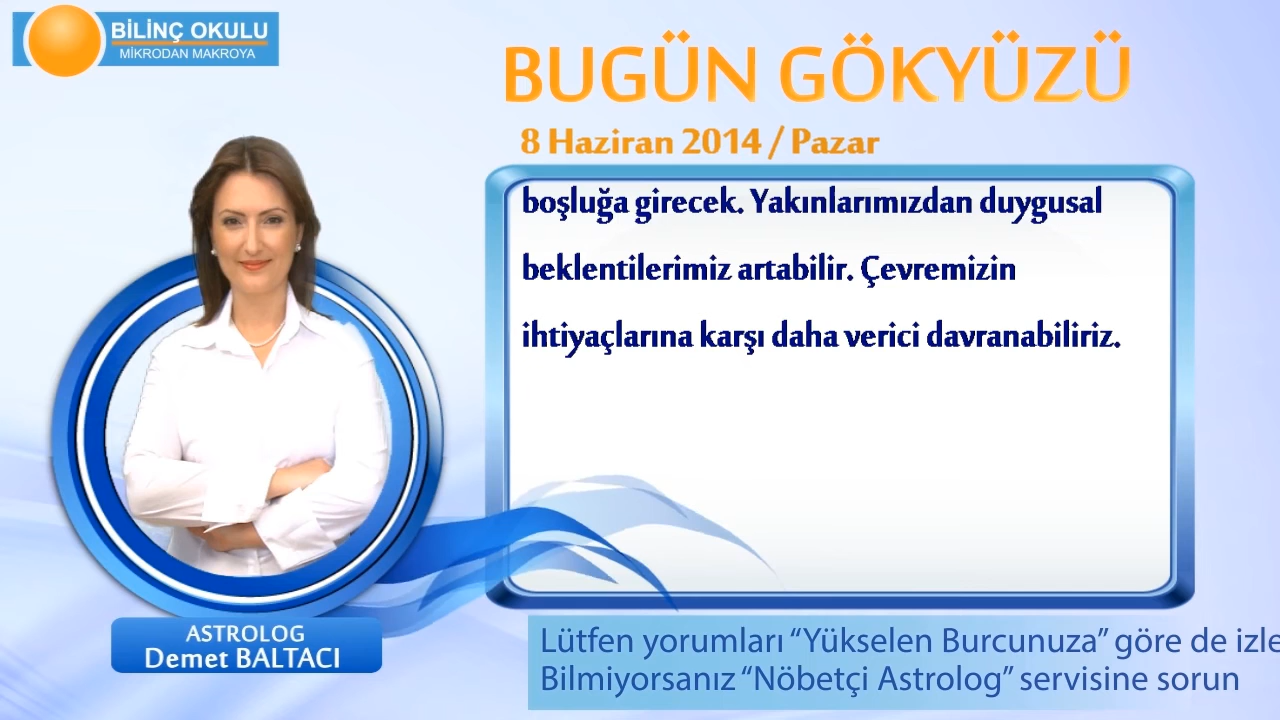 BİLİNÇ OKULU
MİKRODAN MAKROYA
BUGÜN GÖKYÜZÜ
8 Haziran 2014 / Pazar
boşluğa girecek. Yakınlarımızdan duygusal
beklentilerimiz artabilir. Çevremizin
ihtiyaçlarına karşı daha verici davranabiliriz.
ASTROLOG
Demet BALTACI
Lütfen yorumları “Yükselen Burcunuza” göre de izle
Bilmiyorsanız “Nöbetçi Astrolog” servisine sorun